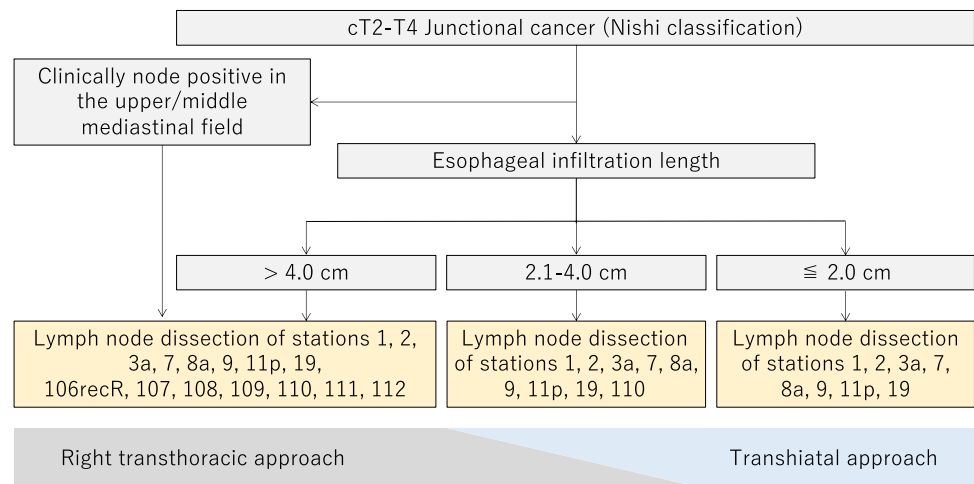 cT2-T4 Junctional cancer (Nishi classification)
Clinically node positive in
the upper/middle
mediastinal field
Esophageal infiltration length
> 4.0 cm
2.1-4.0 cm
≦ 2.0 cm
Lymph node dissection of stations 1, 2,
3a, 7, 8a, 9, 11p, 19,
106recR, 107, 108, 109, 110, 111, 112
Lymph node dissection
of stations 1, 2, 3a, 7, 8a,
9, 11p, 19, 110
Lymph node dissection
of stations 1, 2, 3a, 7,
8a, 9, 11p, 19
Right transthoracic approach
Transhiatal approach